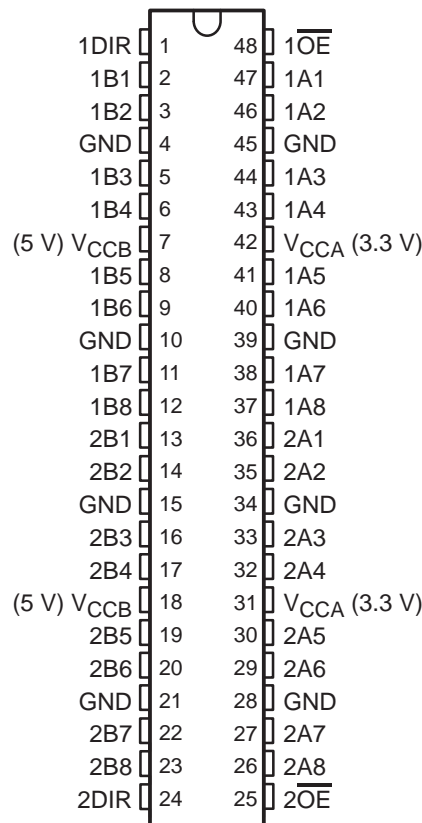 1DIR 1 48 1O̅E̅
1B1 2 47 1A1
1B2 3 46 1A2
GND 4 45 GND
1B3 5 44 1A3
1B4 6 43 1A4
(5 V) VCCB 7 42 VCCA (3.3 V)
1B5 8 41 1A5
1B6 9 40 1A6
GND 10 39 GND
1B7 11 38 1A7
1B8 12 37 1A8
2B1 13 36 2A1
2B2 14 35 2A2
GND 15 34 GND
2B3 16 33 2A3
2B4 17 32 2A4
(5 V) VCCB 18 31 VCCA (3.3 V)
2B5 19 30 2A5
2B6 20 29 2A6
GND 21 28 GND
2B7 22 27 2A7
2B8 23 26 2A8
2DIR 24 25 2O̅E̅